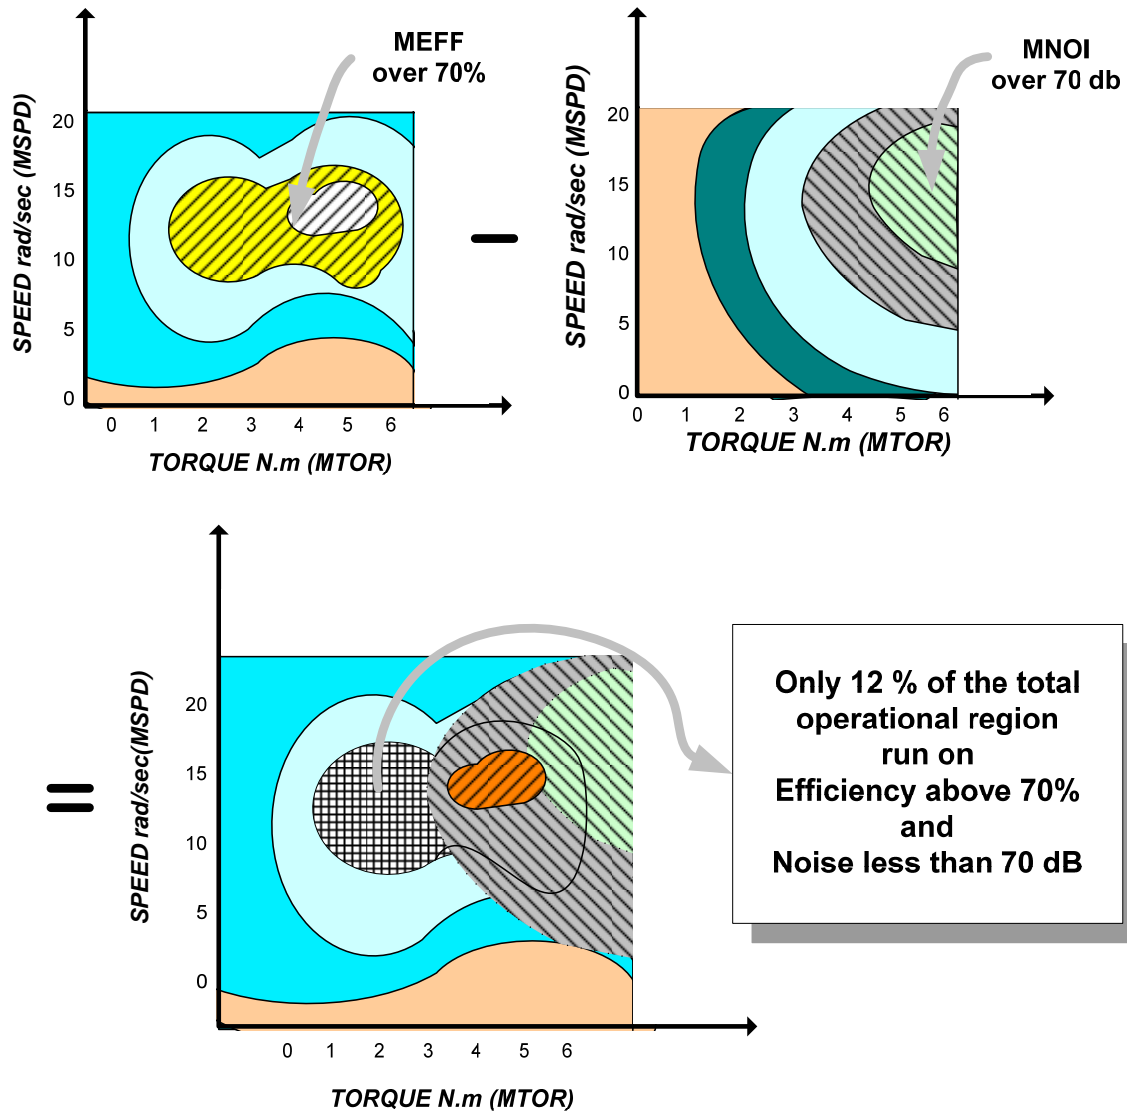 MEFF
over 70%
SPEED rad/sec (MSPD)
20
15
10
5
0
0 1 2 3 4 5 6
TORQUE N.m (MTOR)
MNOI
over 70 db
SPEED rad/sec (MSPD)
20
15
10
5
0
0 1 2 3 4 5 6
TORQUE N.m (MTOR)
SPEED rad/sec(MSPD)
20
15
10
5
0
0 1 2 3 4 5 6
TORQUE N.m (MTOR)
Only 12 % of the total
operational region
run on
Efficiency above 70%
and
Noise less than 70 dB